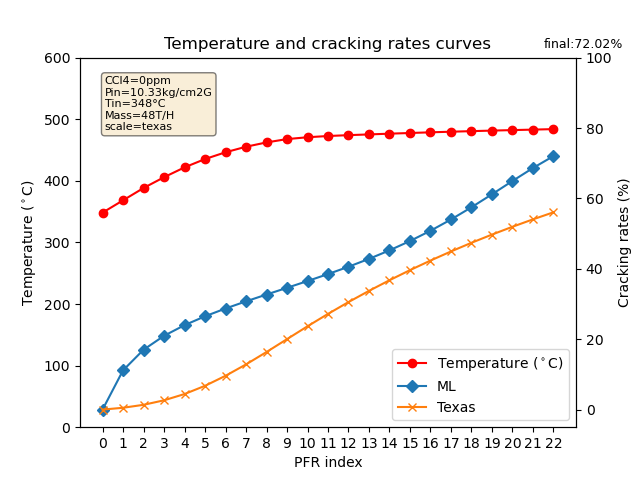 Temperature and cracking rates curves
final:72.02%
CCl4=0ppm
Pin=10.33kg/cm2G
Tin=348°C
Mass=48T/H
scale=texas
Temperature (°C)
600
500
400
300
200
100
0
Cracking rates (%)
100
80
60
40
20
0
Temperature (°C)
ML
Texas
0 1 2 3 4 5 6 7 8 9 10 11 12 13 14 15 16 17 18 19 20 21 22
PFR index